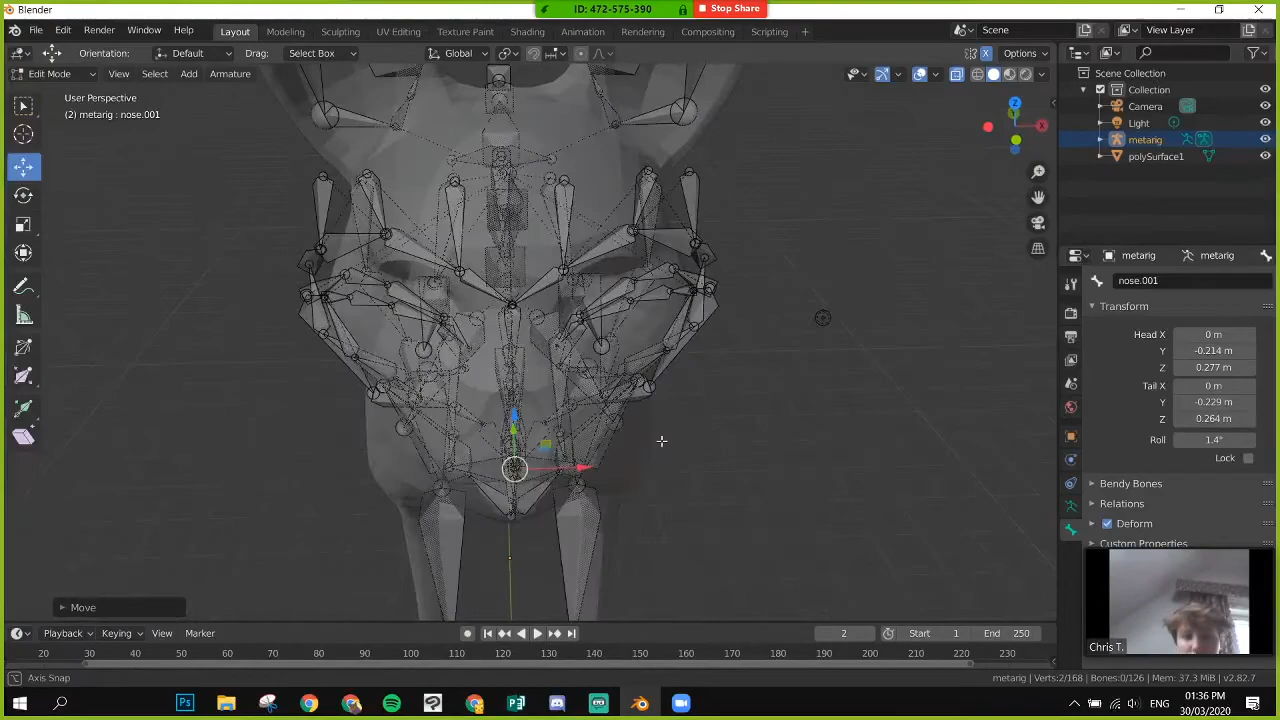 Blender
ID: 472-575-390
Stop Share
File Edit Render Window Help
Layout Modeling Sculpting UV Editing Texture Paint Shading Animation Rendering Compositing Scripting +
Scene
View Layer
Orientation: Default Drag: Select Box Global Options
X
Edit Mode View Select Add Armature
User Perspective
(2) metarig : nose.001
Z
Y
X
Scene Collection
Collection
Camera
Light
metarig
polySurface1
metarig metarig
nose.001
Transform
Head X 0 m
Y -0.214 m
Z 0.277 m
Tail X 0 m
Y -0.229 m
Z 0.264 m
Roll 1.4°
Lock
Bendy Bones
Relations
Deform
Custom Properties
Chris T.
Move
Playback Keying View Marker
2 Start 1 End 250
20 30 40 50 60 70 80 90 100 110 120 130 140 150 160 170 180 190 200 210 220 230
Axis Snap
metarig | Verts:2/168 | Bones:0/126 | Mem: 37.3 MiB | v2.82.7
ENG
01:36 PM
30/03/2020